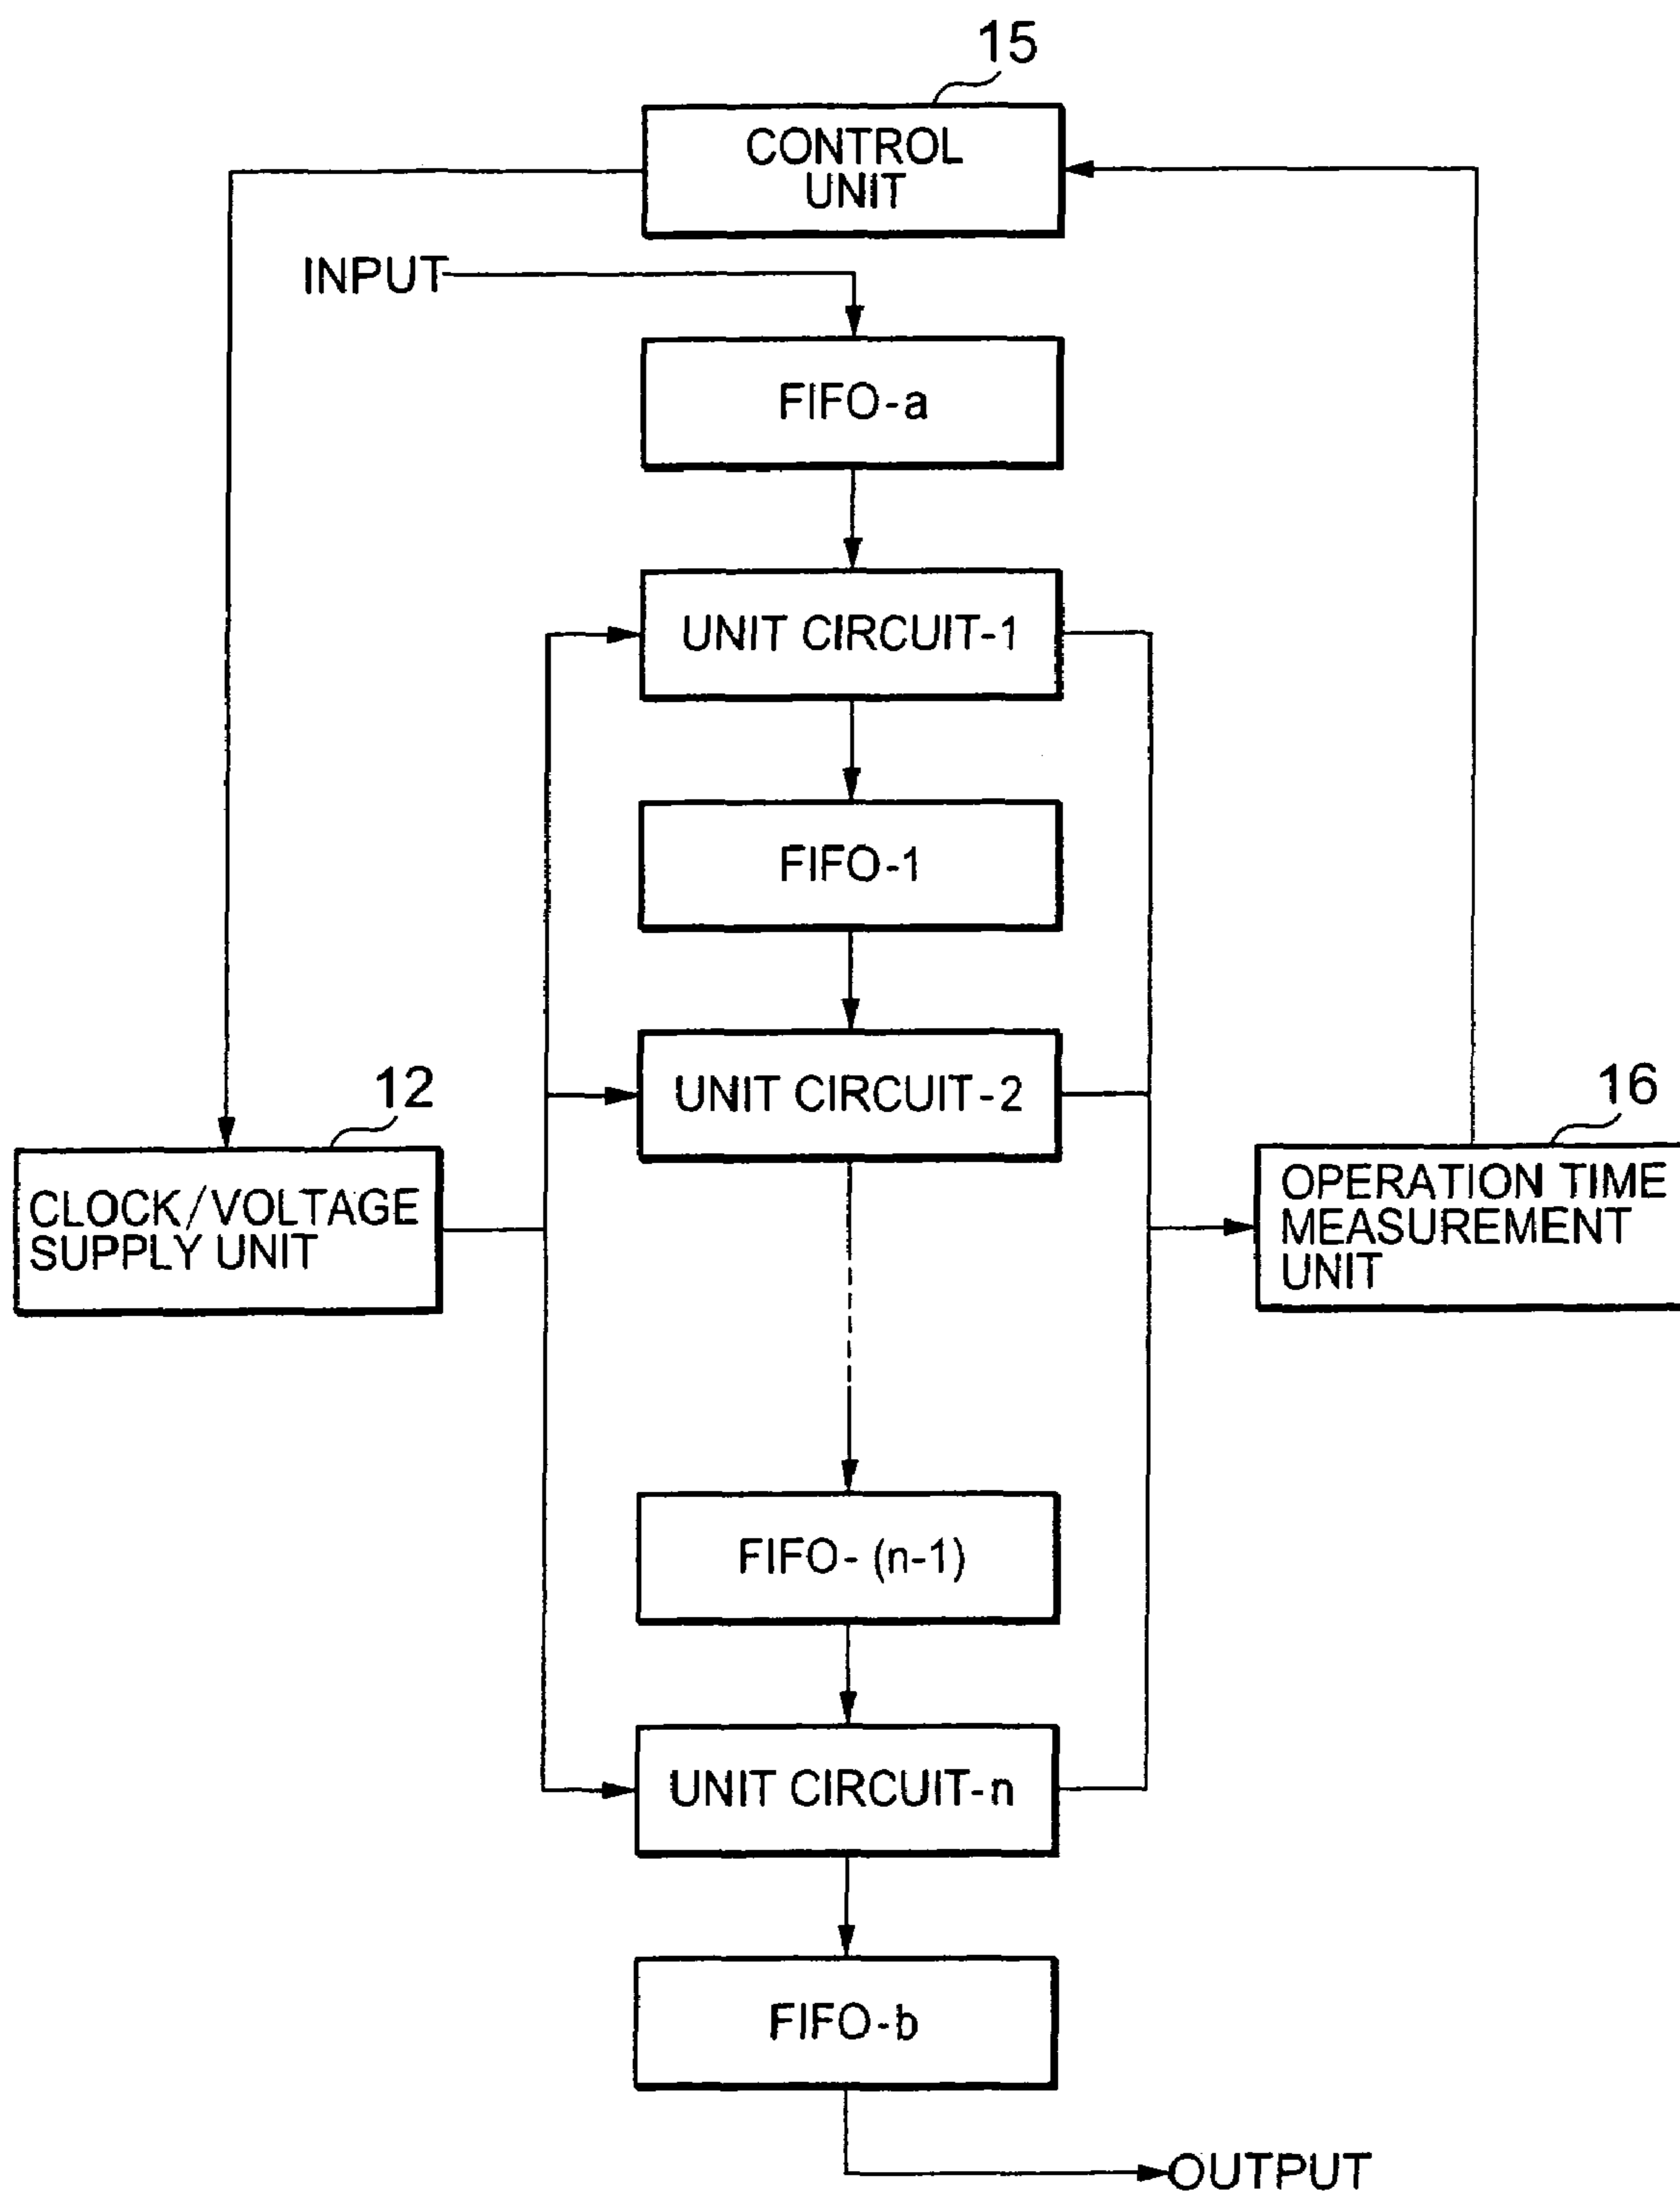 15
CONTROL
UNIT
INPUT
FIFO-a
UNIT CIRCUIT-1
FIFO-1
UNIT CIRCUIT-2
12
CLOCK/VOLTAGE
SUPPLY UNIT
16
OPERATION TIME
MEASUREMENT
UNIT
FIFO- (n-1)
UNIT CIRCUIT-n
FIFO-b
OUTPUT